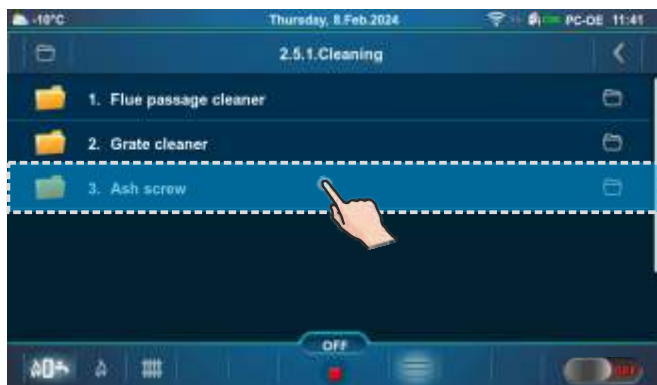 -10°C Thursday, 8.Feb.2024 PC-OE 11:41
2.5.1.Cleaning
1. Flue passage cleaner
2. Grate cleaner
3. Ash screw
OFF
OFF